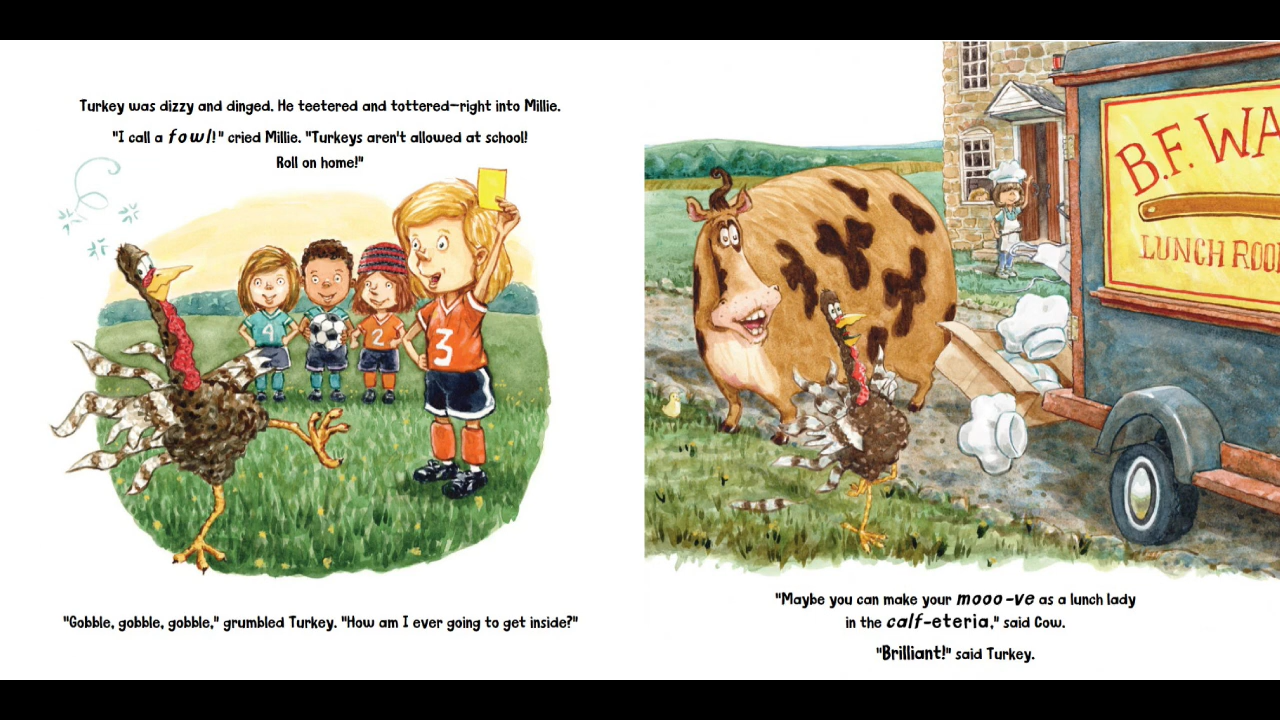 Turkey was dizzy and dinged. He teetered and tottered—right into Millie.
"I call a fowl!" cried Millie. "Turkeys aren't allowed at school!
Roll on home!"
4
2
3
"Gobble, gobble, gobble," grumbled Turkey. "How am I ever going to get inside?"
B.F. WA
LUNCH ROO
"Maybe you can make your mooo-ve as a lunch lady
in the calf-eteria," said Cow.
"Brilliant!" said Turkey.